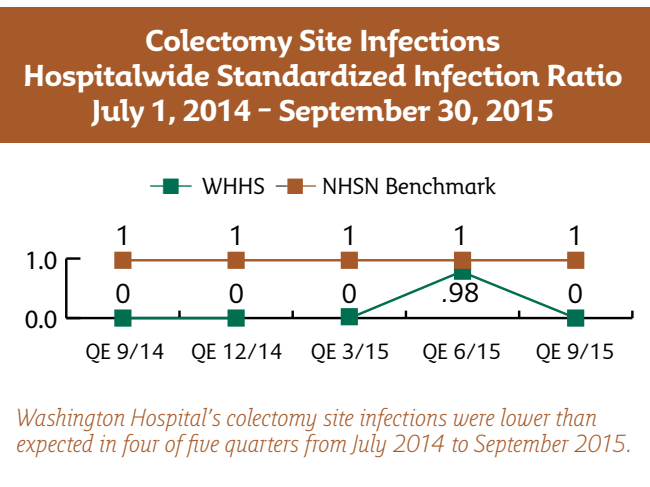 Colectomy Site Infections
Hospitalwide Standardized Infection Ratio
July 1, 2014 – September 30, 2015
WHHS NHSN Benchmark
1 1 1 1 1
1.0
0 0 0 .98 0
0.0
QE 9/14 QE 12/14 QE 3/15 QE 6/15 QE 9/15
Washington Hospital's colectomy site infections were lower than
expected in four of five quarters from July 2014 to September 2015.